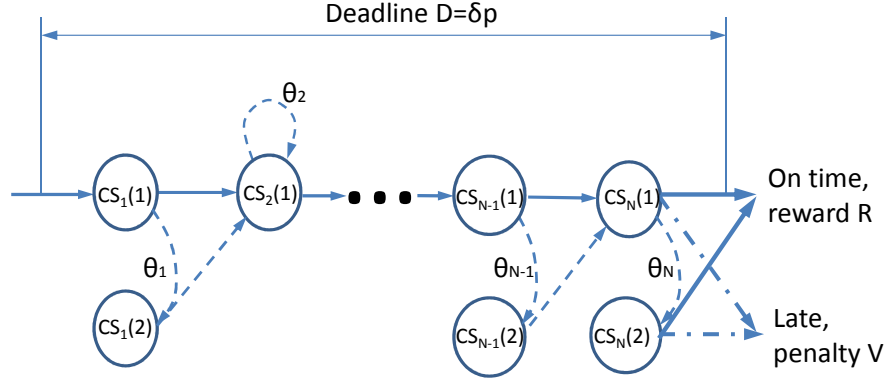 Deadline D=δp
θ2
CS1(1)
CS2(1)
CSN-1(1)
CSN(1)
On time,
reward R
θ1
θN-1
θN
CS1(2)
CSN-1(2)
CSN(2)
Late,
penalty V